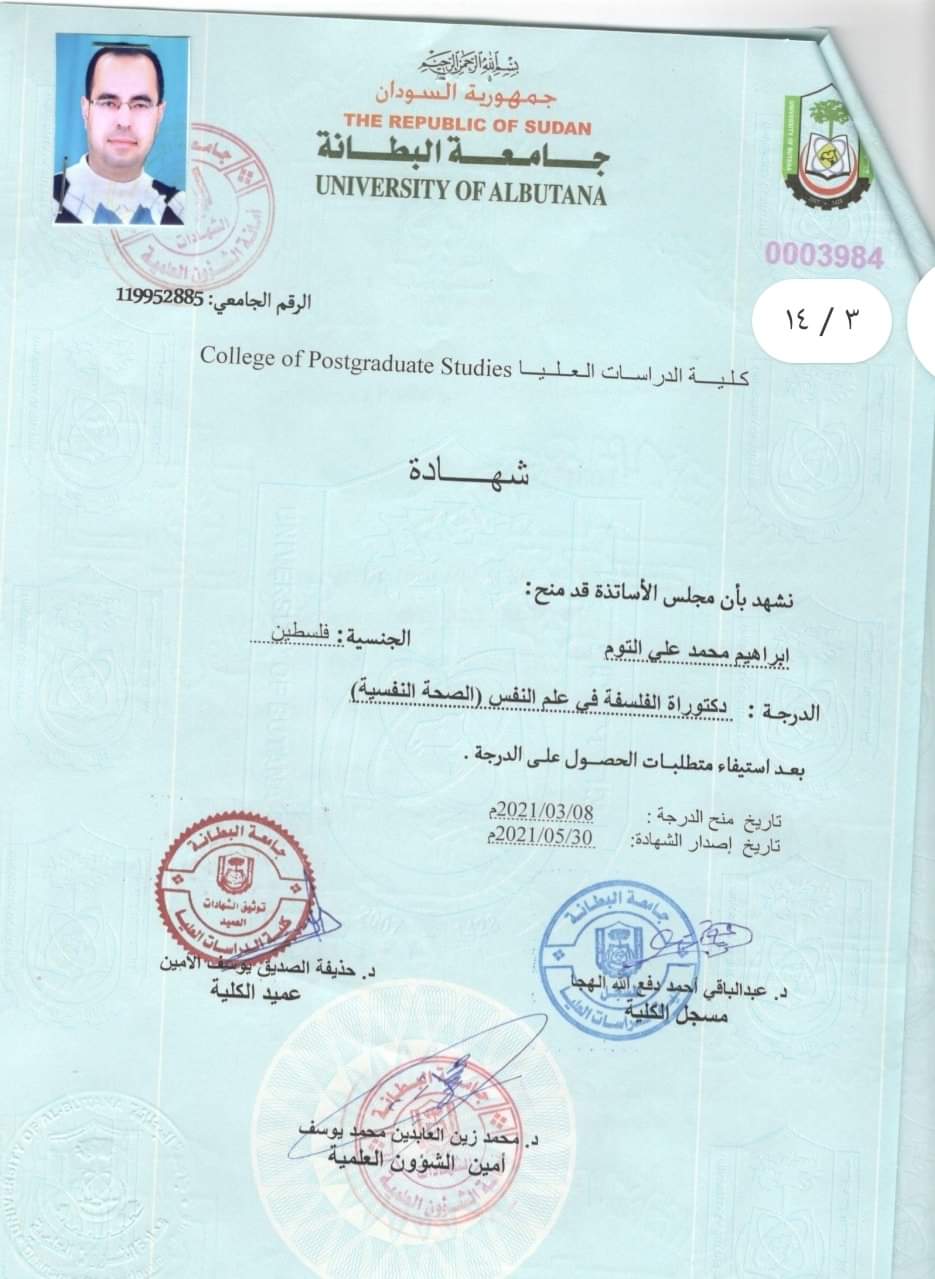 بسم الله الرحمن الرحيم
جمهورية السودان
THE REPUBLIC OF SUDAN
جامعة البطانة
UNIVERSITY OF ALBUTANA
0003984
الرقم الجامعي: 119952885
١٤ / ٣
كلية الدراسات العليا College of Postgraduate Studies
شهادة
نشهد بأن مجلس الأساتذة قد منح:
ابراهيم محمد علي التوم الجنسية: فلسطين
الدرجة : دكتوراة الفلسفة في علم النفس (الصحة النفسية)
بعد استيفاء متطلبات الحصول على الدرجة .
تاريخ منح الدرجة : 2021/03/08م
تاريخ إصدار الشهادة: 2021/05/30م
جامعة البطانة
توثيق الشهادات
العميد
كلية الدراسات العليا
جامعة البطانة
د. حذيفة الصديق يوسف الأمين
عميد الكلية
د. عبدالباقي أحمد دفع الله الهجا
مسجل الكلية
د. محمد زين العابدين محمد يوسف
أمين الشؤون العلمية